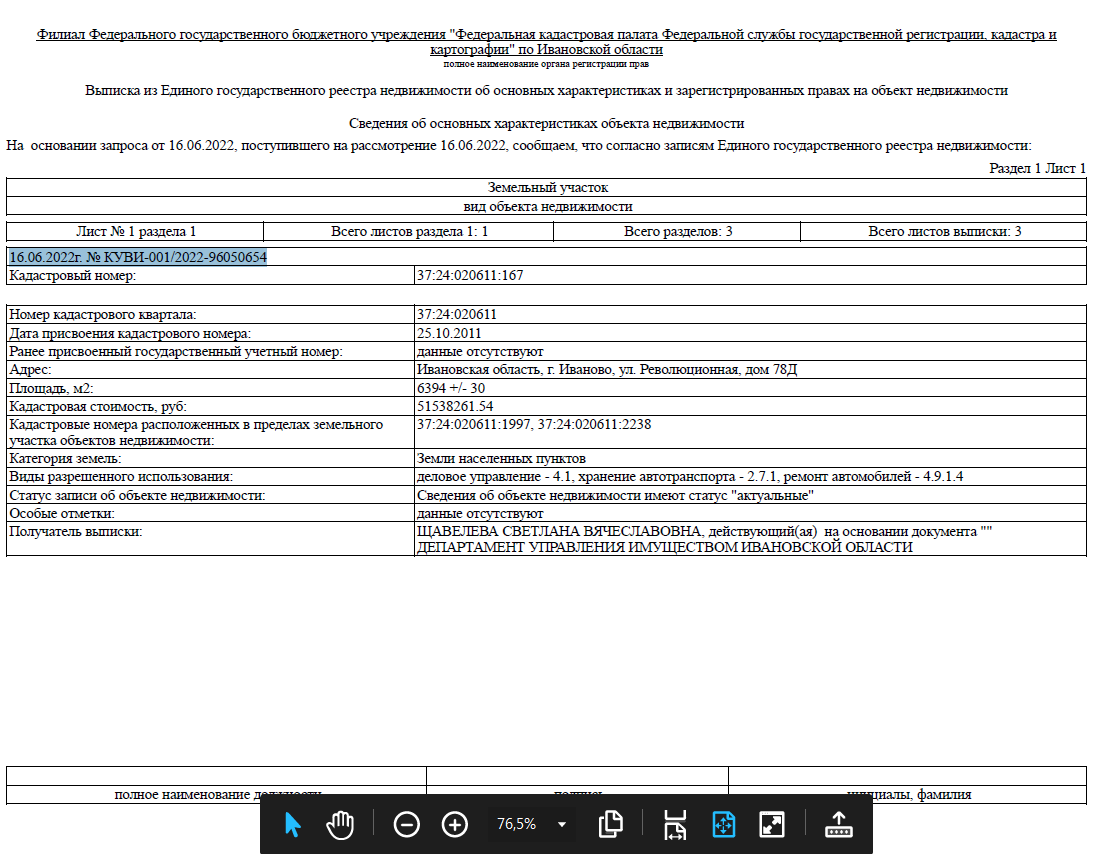 Филиал Федерального государственного бюджетного учреждения "Федеральная кадастровая палата Федеральной службы государственной регистрации, кадастра и
картографии" по Ивановской области
полное наименование органа регистрации прав
Выписка из Единого государственного реестра недвижимости об основных характеристиках и зарегистрированных правах на объект недвижимости
Сведения об основных характеристиках объекта недвижимости
На основании запроса от 16.06.2022, поступившего на рассмотрение 16.06.2022, сообщаем, что согласно записям Единого государственного реестра недвижимости:
Раздел 1 Лист 1
Земельный участок
вид объекта недвижимости
Лист № 1 раздела 1 Всего листов раздела 1: 1 Всего разделов: 3 Всего листов выписки: 3
16.06.2022г. № КУВИ-001/2022-96050654
Кадастровый номер: 37:24:020611:167
Номер кадастрового квартала: 37:24:020611
Дата присвоения кадастрового номера: 25.10.2011
Ранее присвоенный государственный учетный номер: данные отсутствуют
Адрес: Ивановская область, г. Иваново, ул. Революционная, дом 78Д
Площадь, м2: 6394 +/- 30
Кадастровая стоимость, руб: 51538261.54
Кадастровые номера расположенных в пределах земельного 37:24:020611:1997, 37:24:020611:2238
участка объектов недвижимости:
Категория земель: Земли населенных пунктов
Виды разрешенного использования: деловое управление - 4.1, хранение автотранспорта - 2.7.1, ремонт автомобилей - 4.9.1.4
Статус записи об объекте недвижимости: Сведения об объекте недвижимости имеют статус "актуальные"
Особые отметки: данные отсутствуют
Получатель выписки: ЩАВЕЛЕВА СВЕТЛАНА ВЯЧЕСЛАВОВНА, действующий(ая) на основании документа ""
ДЕПАРТАМЕНТ УПРАВЛЕНИЯ ИМУЩЕСТВОМ ИВАНОВСКОЙ ОБЛАСТИ
полное наименование фамилия
76,5%